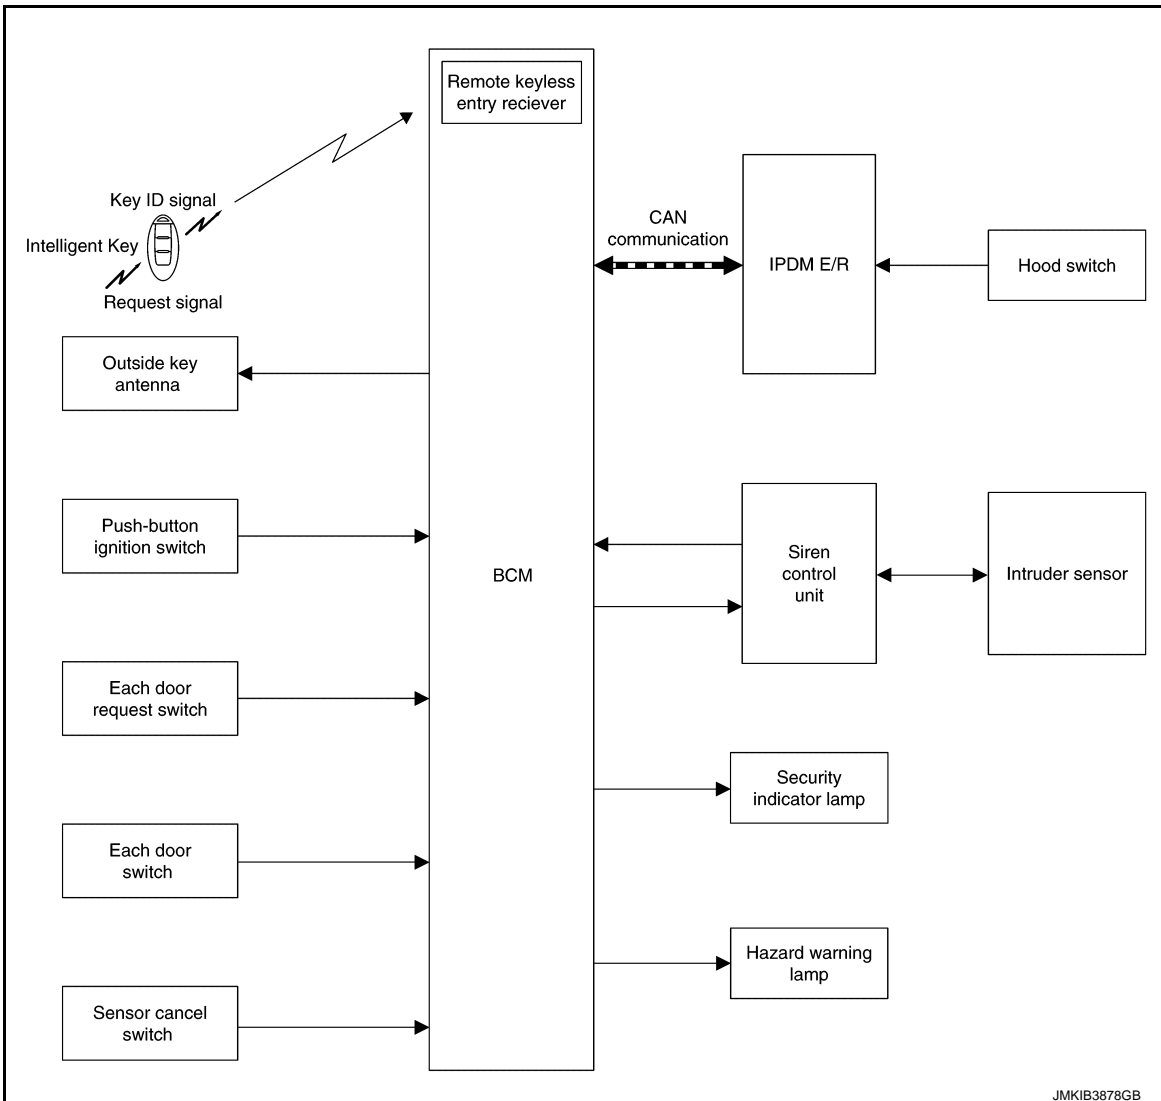 Remote keyless
entry reciever
Key ID signal
Intelligent Key
Request signal
CAN
communication
IPDM E/R
Hood switch
Outside key
antenna
Push-button
ignition switch
BCM
Siren
control
unit
Intruder sensor
Each door
request switch
Security
indicator lamp
Each door
switch
Hazard warning
lamp
Sensor cancel
switch
JMKIB3878GB